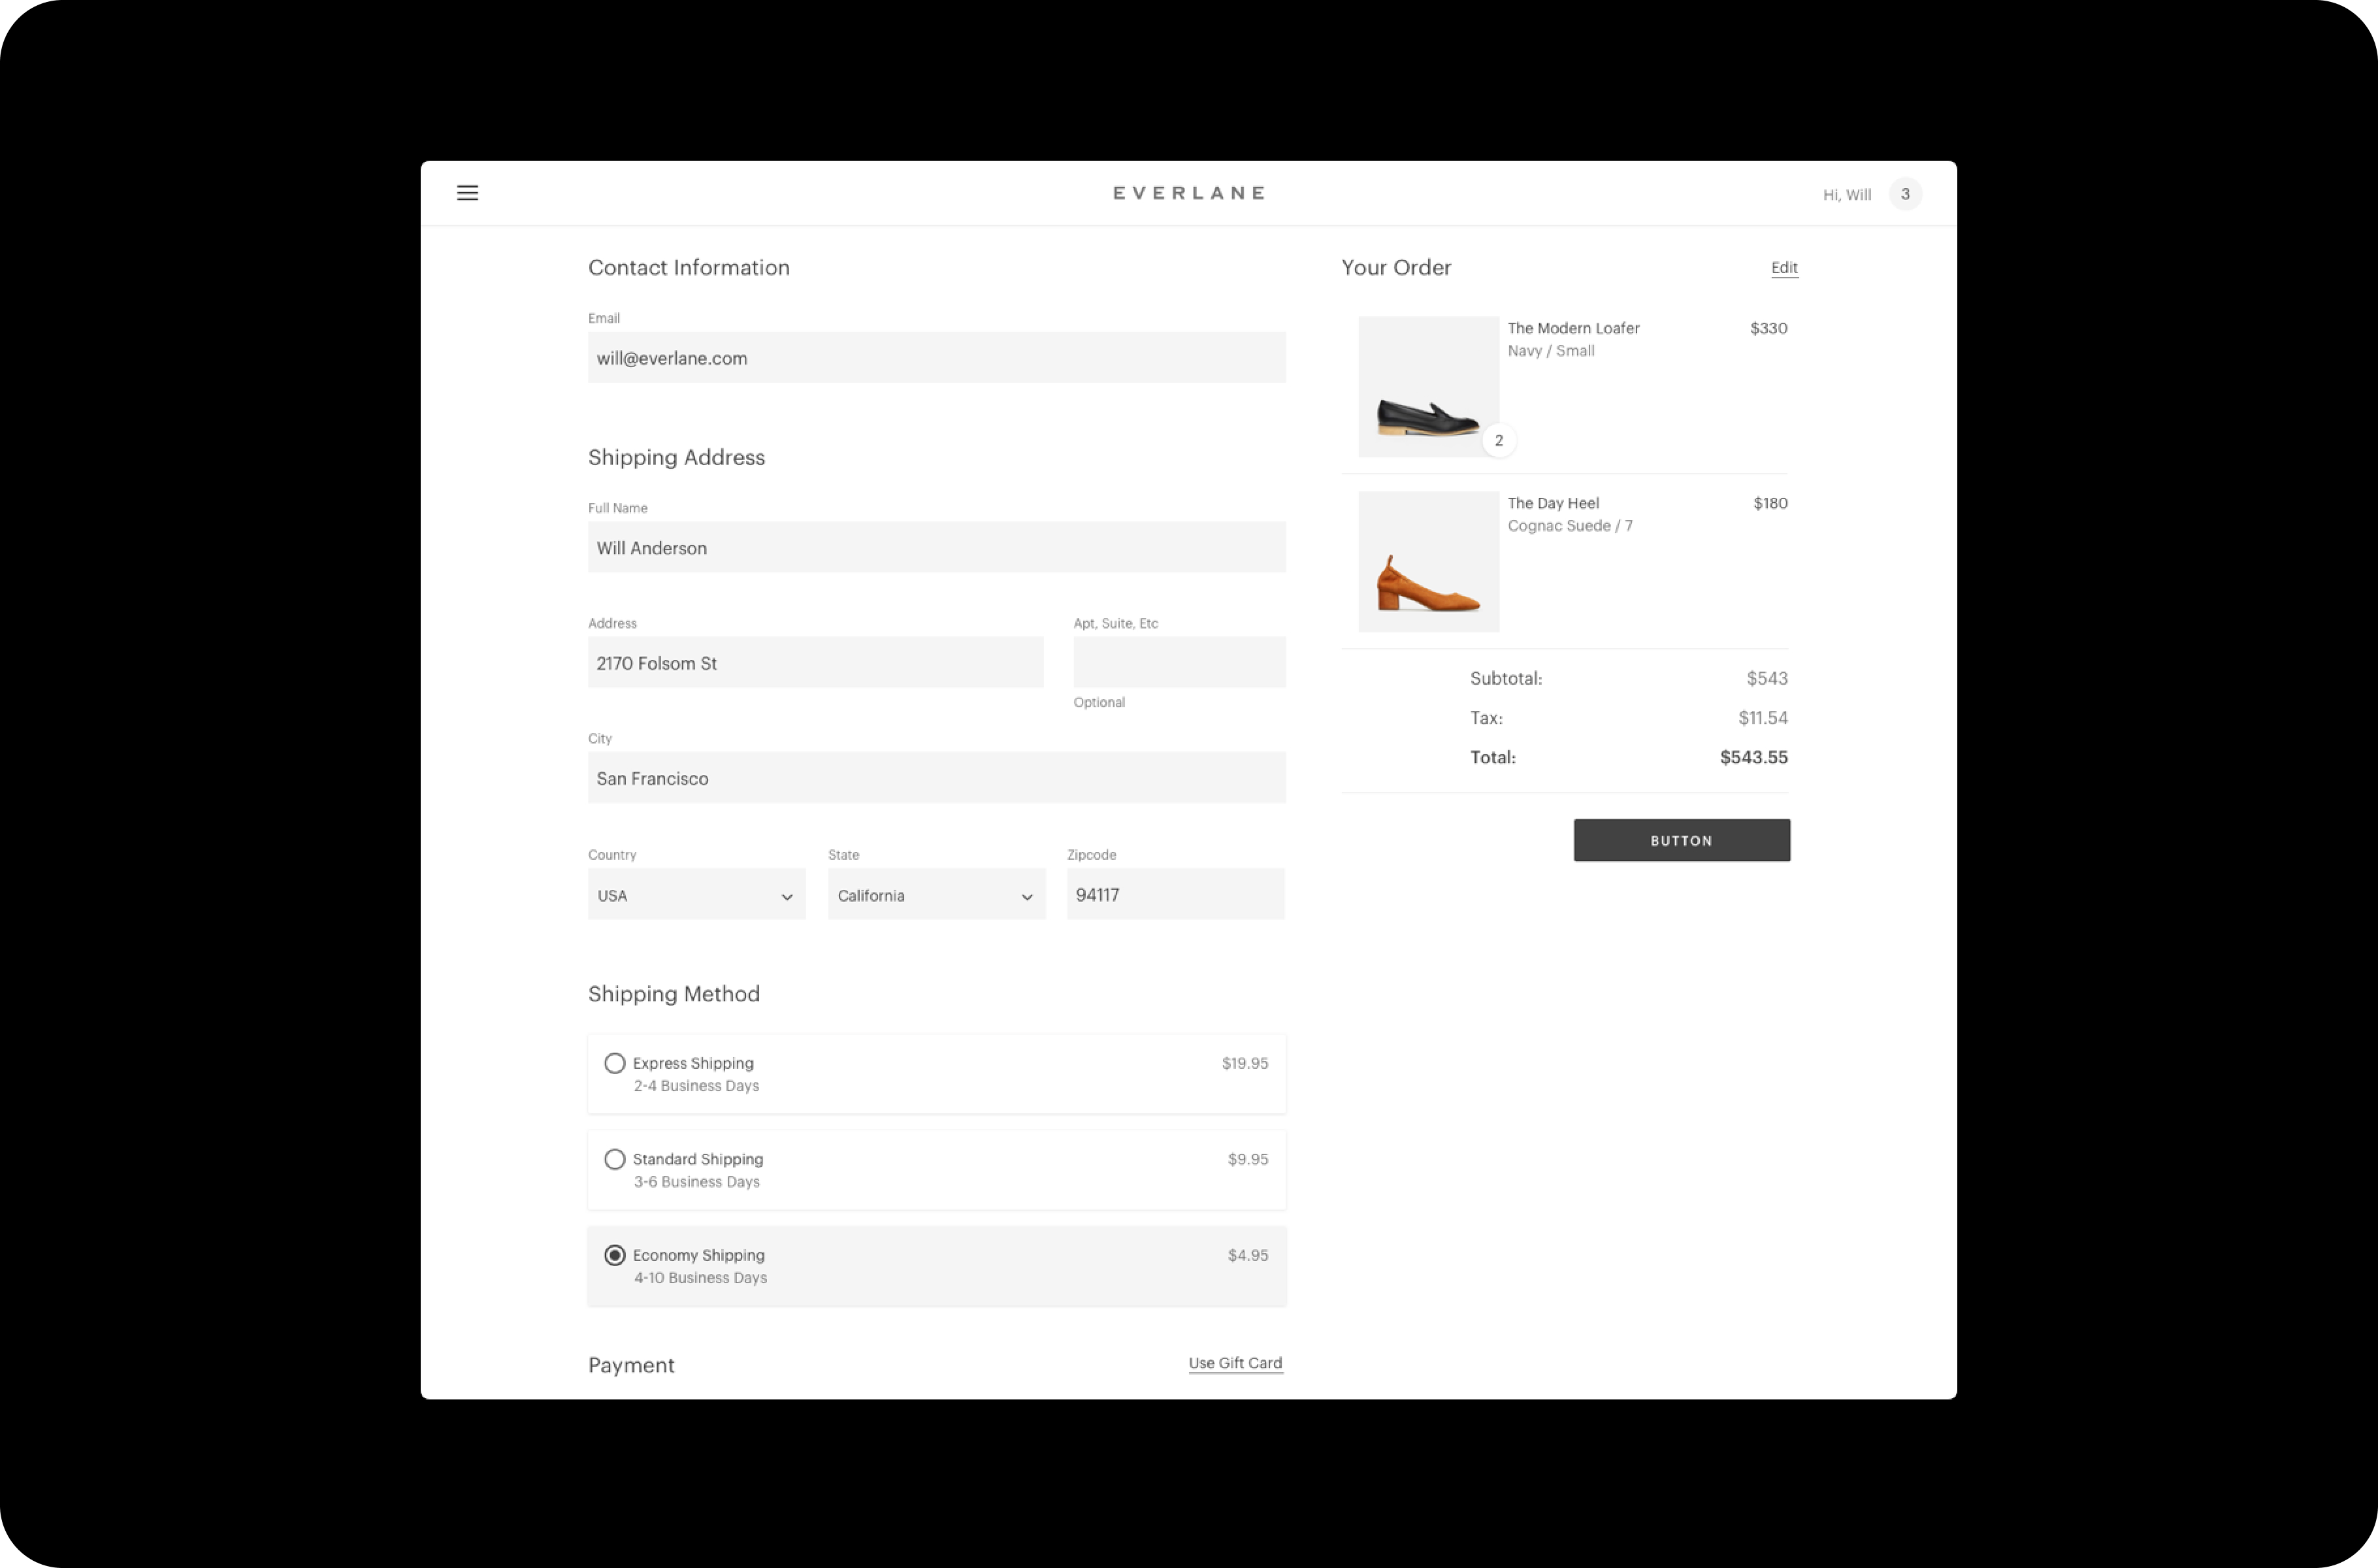 EVERLANE
Hi, Will 3
Contact Information
Email
will@everlane.com
Shipping Address
Full Name
Will Anderson
Address Apt, Suite, Etc
2170 Folsom St
Optional
City
San Francisco
Country State Zipcode
USA California 94117
Shipping Method
Express Shipping $19.95
2-4 Business Days
Standard Shipping $9.95
3-6 Business Days
Economy Shipping $4.95
4-10 Business Days
Payment Use Gift Card
Your Order Edit
The Modern Loafer $330
Navy / Small
2
The Day Heel $180
Cognac Suede / 7
Subtotal: $543
Tax: $11.54
Total: $543.55
BUTTON